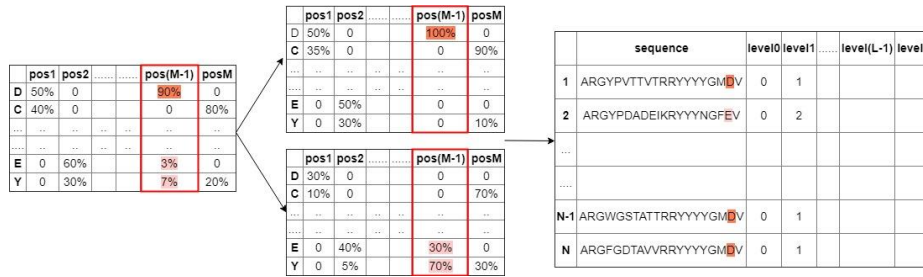 pos1 pos2 ...... ...... pos(M-1) posM
D 50% 0 90% 0
C 40% 0 0 80%
... .. .. .. .. .. ..
.... .. .. .. .. .. ..
E 0 60% 3% 0
Y 0 30% 7% 20%
pos1 pos2 ...... ...... pos(M-1) posM
D 50% 0 100% 0
C 35% 0 0 90%
... .. .. .. .. .. ..
.... .. .. .. .. .. ..
E 0 50% 0 0
Y 0 30% 0 10%
pos1 pos2 ...... ...... pos(M-1) posM
D 30% 0 0 0
C 10% 0 0 70%
... .. .. .. .. .. ..
.... .. .. .. .. .. ..
E 0 40% 30% 0
Y 0 5% 70% 30%
sequence level0 level1 ...... level(L-1) level
1 ARGYPVTTVTRRYYYYGMDV 0 1
2 ARGYPDADEIKRYYYNGFEV 0 2
...
....
N-1 ARGWGSTATTRRYYYYGMDV 0 1
N ARGFGDTAVVRRYYYYGMDV 0 1